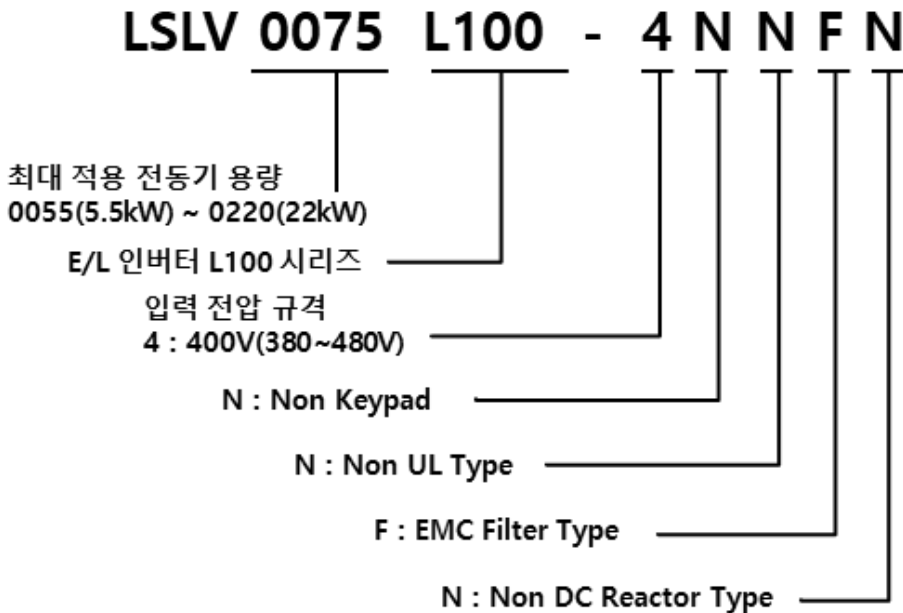 LSLV 0075 L100 - 4 N N F N
최대 적용 전동기 용량
0055(5.5kW) ~ 0220(22kW)
E/L 인버터 L100 시리즈
입력 전압 규격
4 : 400V(380~480V)
N : Non Keypad
N : Non UL Type
F : EMC Filter Type
N : Non DC Reactor Type